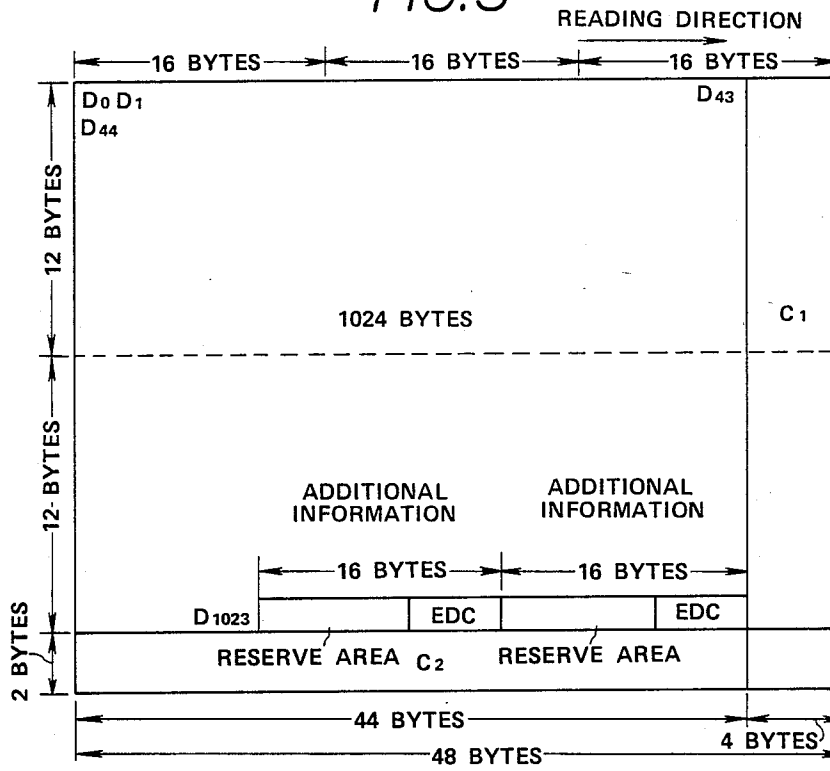 FIG.3
READING DIRECTION
16 BYTES 16 BYTES 16 BYTES
D0 D1 D43
D44
12 BYTES
1024 BYTES C1
12 BYTES
ADDITIONAL INFORMATION
ADDITIONAL INFORMATION
16 BYTES 16 BYTES
D1023 EDC EDC
RESERVE AREA C2 RESERVE AREA
2 BYTES
44 BYTES 4 BYTES
48 BYTES